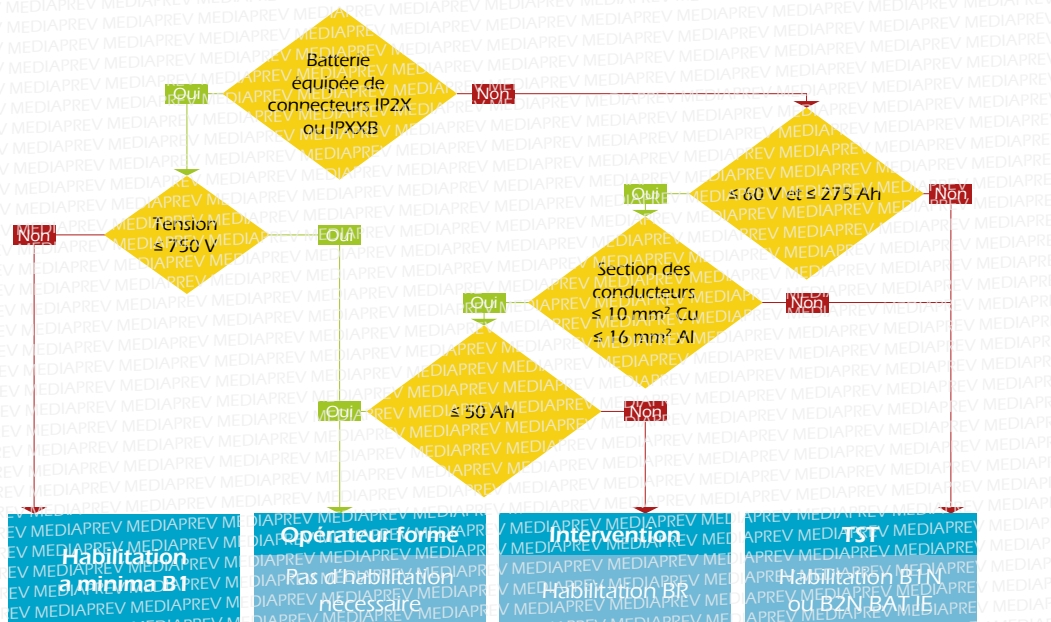 Batterie
équipée de
connecteurs IP2X
ou IPXXB
Oui
Non
Tension
≤ 750 V
Non
Oui
≤ 60 V et ≤ 275 Ah
Oui
Non
Section des
conducteurs
≤ 10 mm² Cu
≤ 16 mm² Al
Oui
Non
≤ 50 Ah
Oui
Non
Habilitation
a minima B1
Opérateur formé
Pas d'habilitation
nécessaire
Intervention
Habilitation BR
TST
Habilitation B1N
ou B2N BAT IE
MEDIAPREV